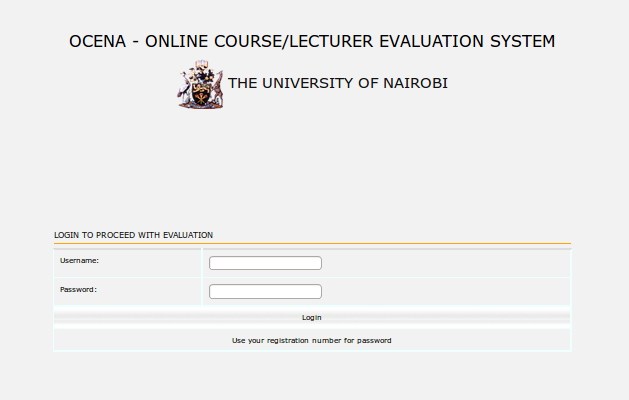 OCENA - ONLINE COURSE/LECTURER EVALUATION SYSTEM
THE UNIVERSITY OF NAIROBI
LOGIN TO PROCEED WITH EVALUATION
Username:
Password:
Login
Use your registration number for password